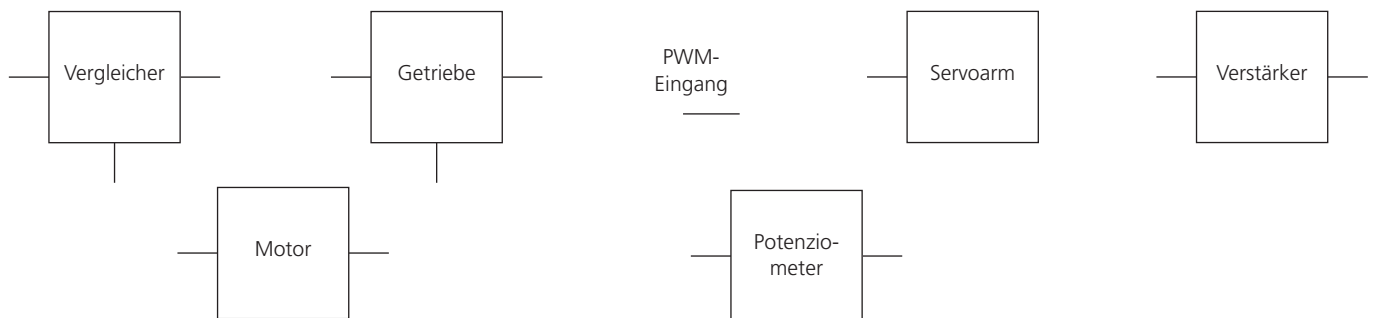 Vergleicher
Getriebe
PWM-
Eingang
Servoarm
Verstärker
Motor
Potenzio-
meter